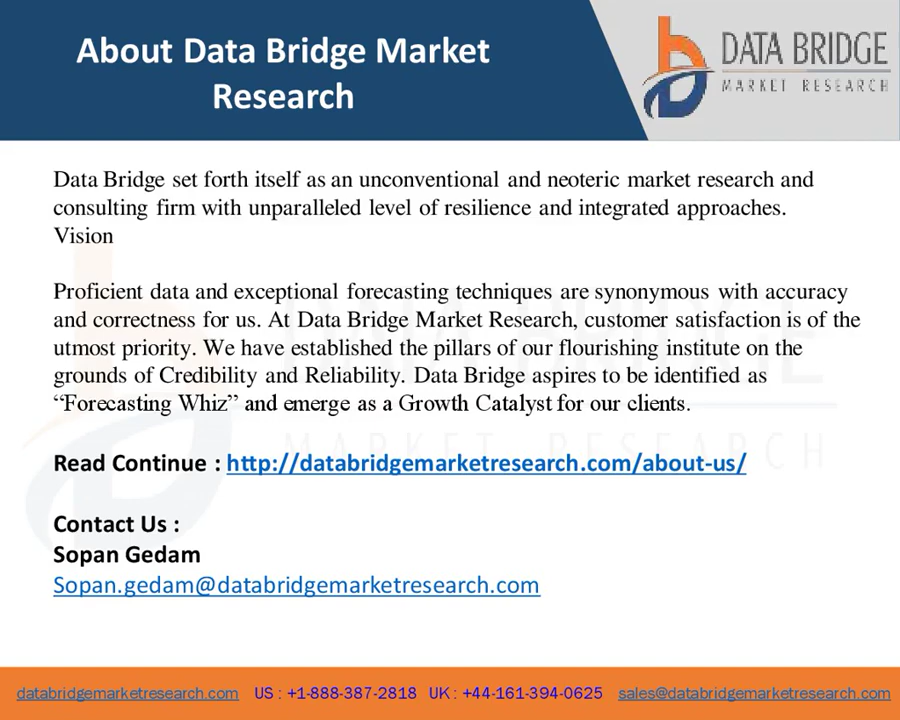 About Data Bridge Market
Research
DATA BRIDGE
MARKET RESEARCH
Data Bridge set forth itself as an unconventional and neoteric market research and
consulting firm with unparalleled level of resilience and integrated approaches.
Vision
Proficient data and exceptional forecasting techniques are synonymous with accuracy
and correctness for us. At Data Bridge Market Research, customer satisfaction is of the
utmost priority. We have established the pillars of our flourishing institute on the
grounds of Credibility and Reliability. Data Bridge aspires to be identified as
“Forecasting Whiz” and emerge as a Growth Catalyst for our clients.
MARKET RESEARCH
Read Continue : http://databridgemarketresearch.com/about-us/
Contact Us :
Sopan Gedam
Sopan.gedam@databridgemarketresearch.com
databridgemarketresearch.com US : +1-888-387-2818 UK : +44-161-394-0625 sales@databridgemarketresearch.com